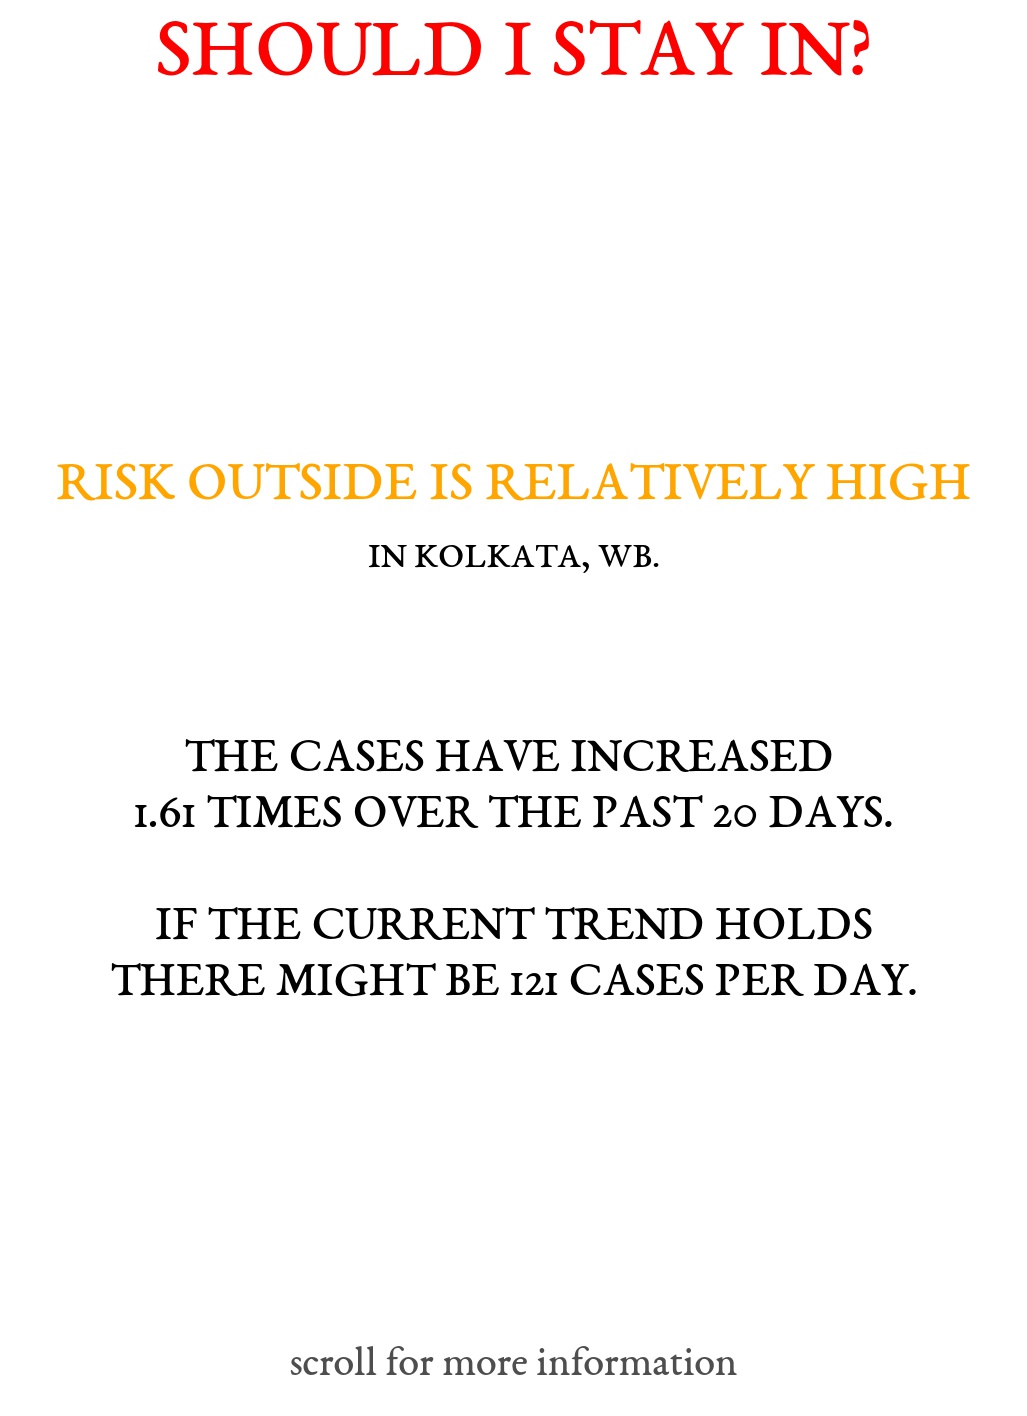 SHOULD I STAY IN?
RISK OUTSIDE IS RELATIVELY HIGH
IN KOLKATA, WB.
THE CASES HAVE INCREASED
1.61 TIMES OVER THE PAST 20 DAYS.
IF THE CURRENT TREND HOLDS
THERE MIGHT BE 121 CASES PER DAY.
scroll for more information